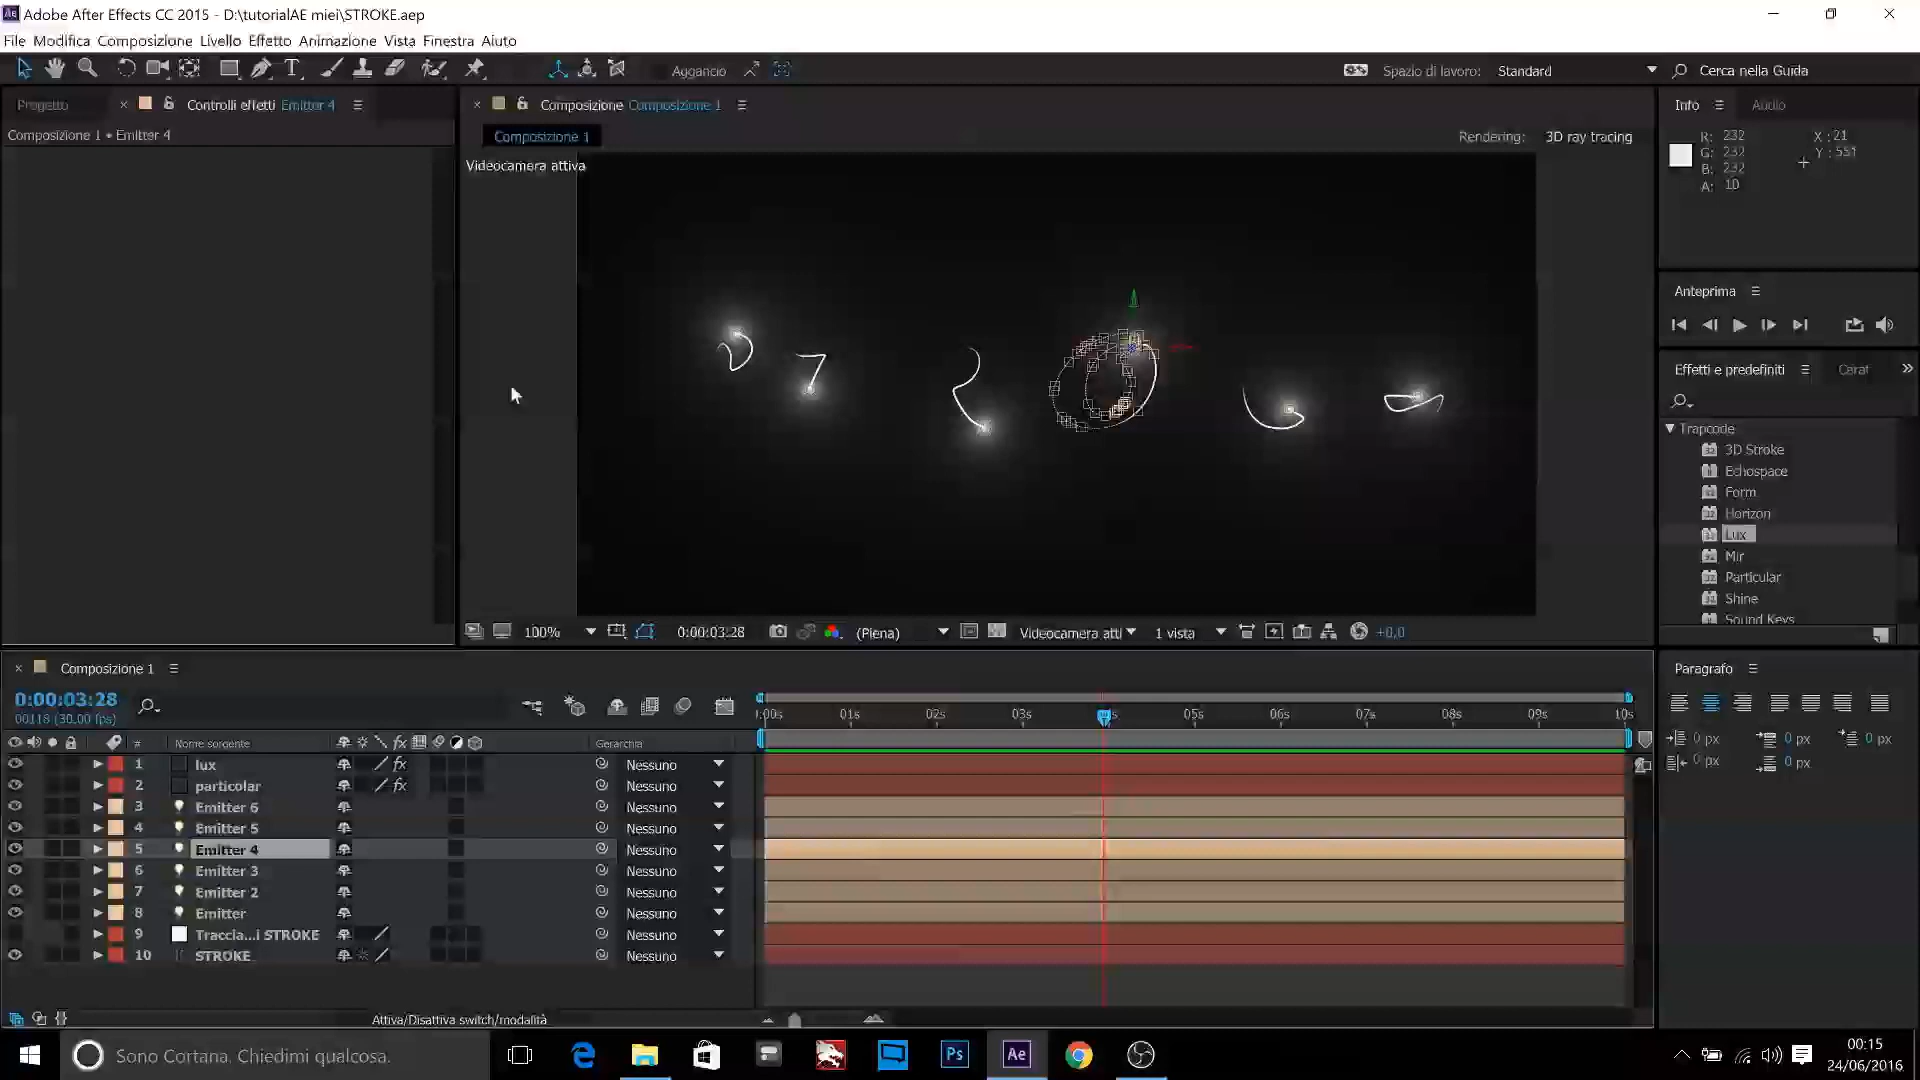 Adobe After Effects CC 2015 - D:\tutorialAE miei\STROKE.aep
File Modifica Composizione Livello Effetto Animazione Vista Finestra Aiuto
Aggancio
Spazio di lavoro: Standard
Cerca nella Guida
Progetto
Controlli effetti Emitter 4
Composizione 1 • Emitter 4
Composizione Composizione 1
Composizione 1
Rendering: 3D ray tracing
Videocamera attiva
Info Audio
R: 232
G: 232
B: 232
A: 10
X : 21
Y : 551
Anteprima
Effetti e predefiniti Carat
Trapcode
3D Stroke
Echospace
Form
Horizon
Lux
Mir
Particular
Shine
Sound Keys
100% 0:00:03:28 (Piena) Videocamera atti 1 vista +0,0
Composizione 1
0:00:03:28
00118 (30.00 fps)
:00s 01s 02s 03s 05s 06s 07s 08s 09s 10s
# Nome sorgente Gerarchia
1 lux Nessuno
2 particolar Nessuno
3 Emitter 6 Nessuno
4 Emitter 5 Nessuno
5 Emitter 4 Nessuno
6 Emitter 3 Nessuno
7 Emitter 2 Nessuno
8 Emitter Nessuno
9 Traccia...i STROKE Nessuno
10 STROKE Nessuno
Attiva/Disattiva switch/modalità
Paragrafo
0 px 0 px 0 px
0 px 0 px
Sono Cortana. Chiedimi qualcosa.
Ps
Ae
00:15
24/06/2016